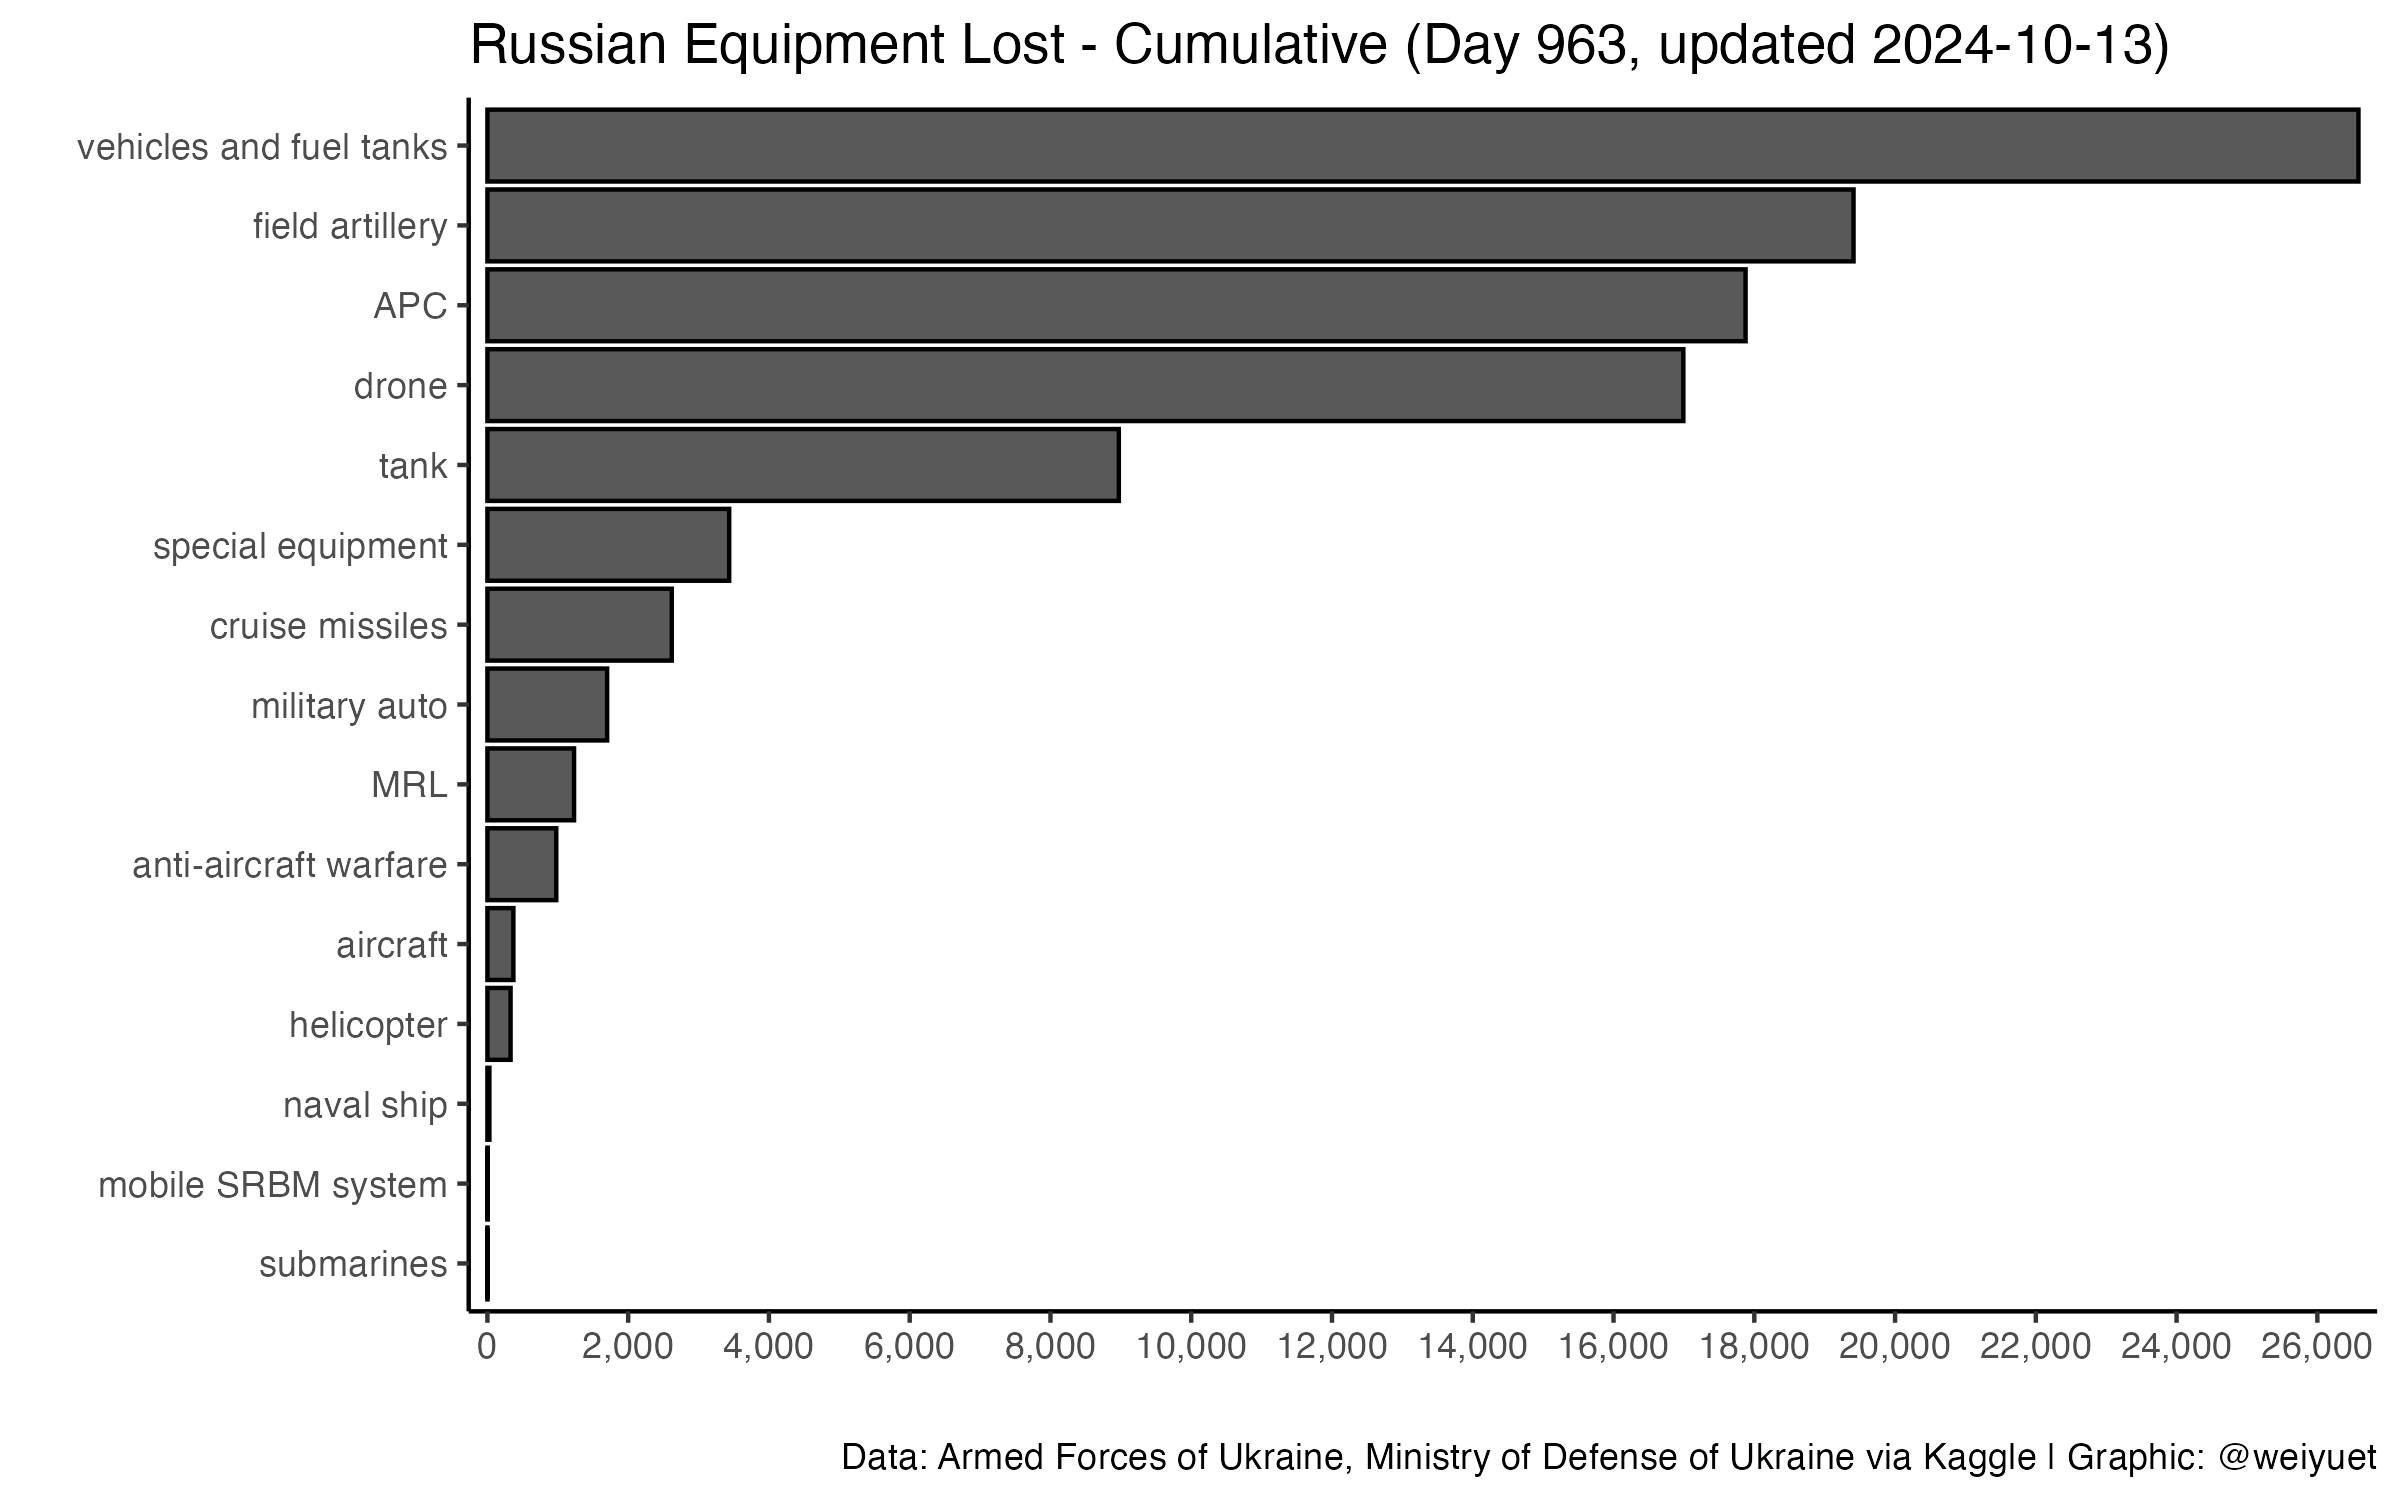 Russian Equipment Lost - Cumulative (Day 963, updated 2024-10-13)
vehicles and fuel tanks
field artillery
APC
drone
tank
special equipment
cruise missiles
military auto
MRL
anti-aircraft warfare
aircraft
helicopter
naval ship
mobile SRBM system
submarines
0 2,000 4,000 6,000 8,000 10,000 12,000 14,000 16,000 18,000 20,000 22,000 24,000 26,000
Data: Armed Forces of Ukraine, Ministry of Defense of Ukraine via Kaggle | Graphic: @weiyuet